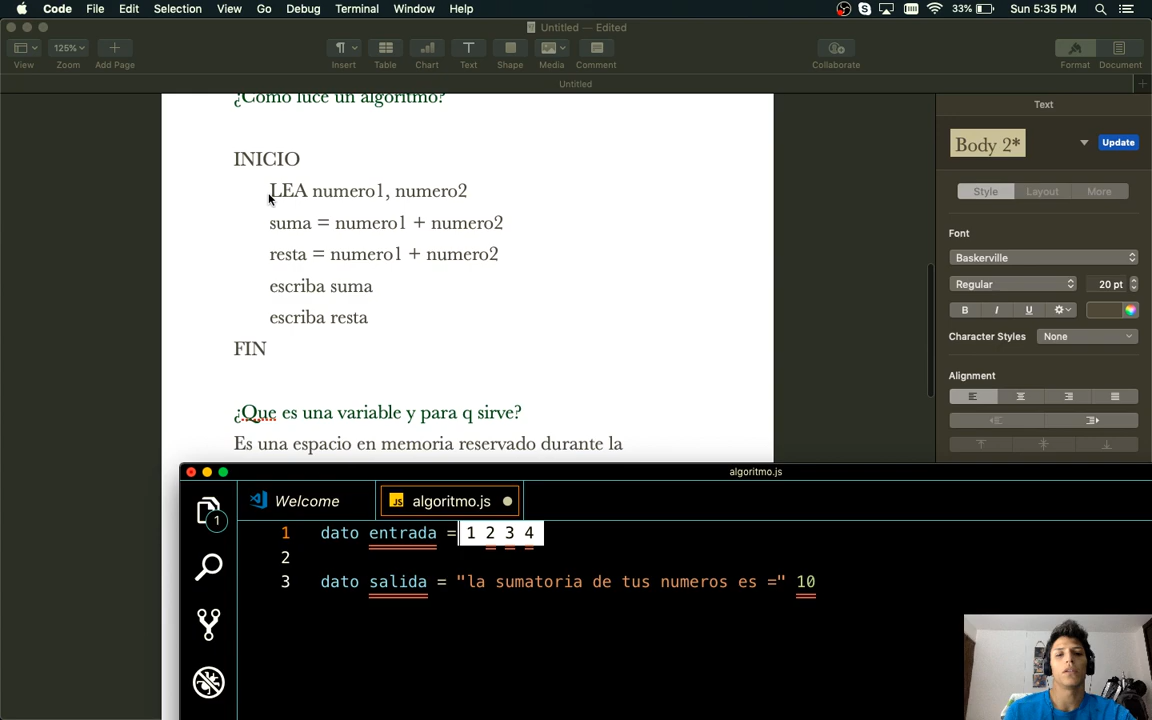 Code File Edit Selection View Go Debug Terminal Window Help 33% Sun 5:35 PM
Untitled — Edited
125%
View Zoom Add Page Insert Table Chart Text Shape Media Comment Collaborate Format Document
Untitled
¿Como luce un algoritmo?
INICIO
LEA numero1, numero2
suma = numero1 + numero2
resta = numero1 + numero2
escriba suma
escriba resta
FIN
¿Que es una variable y para q sirve?
Es una espacio en memoria reservado durante la
Text
Body 2*
Update
Style Layout More
Font
Baskerville
Regular 20 pt
B I U
Character Styles None
Alignment
algoritmo.js
Welcome JS algoritmo.js
1
1 dato entrada = 1 2 3 4
2
3 dato salida = "la sumatoria de tus numeros es =" 10